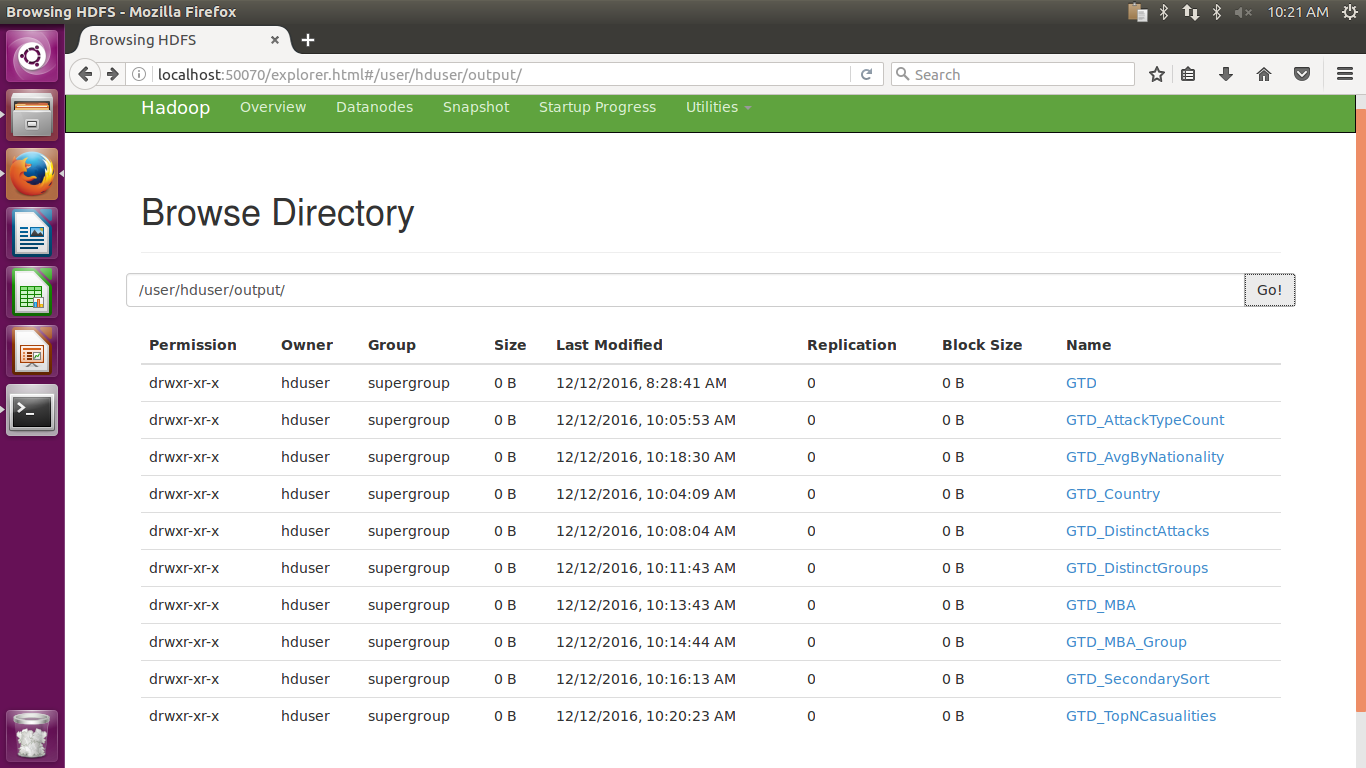 Browsing HDFS - Mozilla Firefox
10:21 AM
Browsing HDFS
localhost:50070/explorer.html#/user/hduser/output/
Search
Hadoop Overview Datanodes Snapshot Startup Progress Utilities
Browse Directory
/user/hduser/output/ Go!
Permission Owner Group Size Last Modified Replication Block Size Name
drwxr-xr-x hduser supergroup 0 B 12/12/2016, 8:28:41 AM 0 0 B GTD
drwxr-xr-x hduser supergroup 0 B 12/12/2016, 10:05:53 AM 0 0 B GTD_AttackTypeCount
drwxr-xr-x hduser supergroup 0 B 12/12/2016, 10:18:30 AM 0 0 B GTD_AvgByNationality
drwxr-xr-x hduser supergroup 0 B 12/12/2016, 10:04:09 AM 0 0 B GTD_Country
drwxr-xr-x hduser supergroup 0 B 12/12/2016, 10:08:04 AM 0 0 B GTD_DistinctAttacks
drwxr-xr-x hduser supergroup 0 B 12/12/2016, 10:11:43 AM 0 0 B GTD_DistinctGroups
drwxr-xr-x hduser supergroup 0 B 12/12/2016, 10:13:43 AM 0 0 B GTD_MBA
drwxr-xr-x hduser supergroup 0 B 12/12/2016, 10:14:44 AM 0 0 B GTD_MBA_Group
drwxr-xr-x hduser supergroup 0 B 12/12/2016, 10:16:13 AM 0 0 B GTD_SecondarySort
drwxr-xr-x hduser supergroup 0 B 12/12/2016, 10:20:23 AM 0 0 B GTD_TopNCasualities